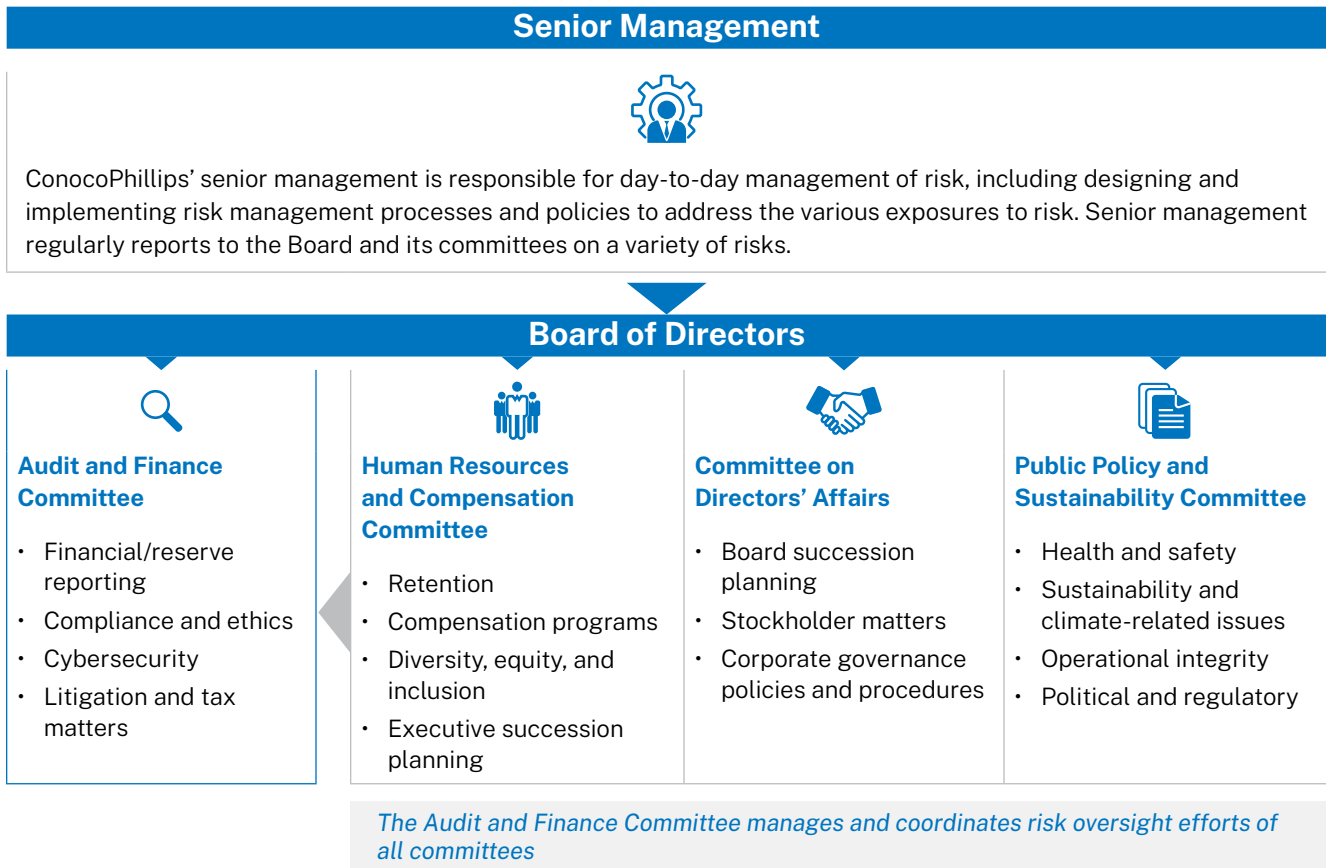 Senior Management
ConocoPhillips’ senior management is responsible for day-to-day management of risk, including designing and
implementing risk management processes and policies to address the various exposures to risk. Senior management
regularly reports to the Board and its committees on a variety of risks.
Board of Directors
Audit and Finance
Committee
• Financial/reserve
reporting
• Compliance and ethics
• Cybersecurity
• Litigation and tax
matters
Human Resources
and Compensation
Committee
• Retention
• Compensation programs
• Diversity, equity, and
inclusion
• Executive succession
planning
Committee on
Directors’ Affairs
• Board succession
planning
• Stockholder matters
• Corporate governance
policies and procedures
Public Policy and
Sustainability Committee
• Health and safety
• Sustainability and
climate-related issues
• Operational integrity
• Political and regulatory
The Audit and Finance Committee manages and coordinates risk oversight efforts of
all committees